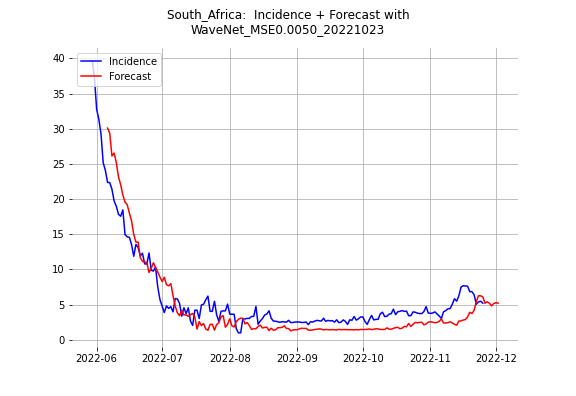 South_Africa:  Incidence + Forecast with
WaveNet_MSE0.0050_20221023
Incidence
Forecast
40
35
30
25
20
15
10
5
0
2022-06 2022-07 2022-08 2022-09 2022-10 2022-11 2022-12